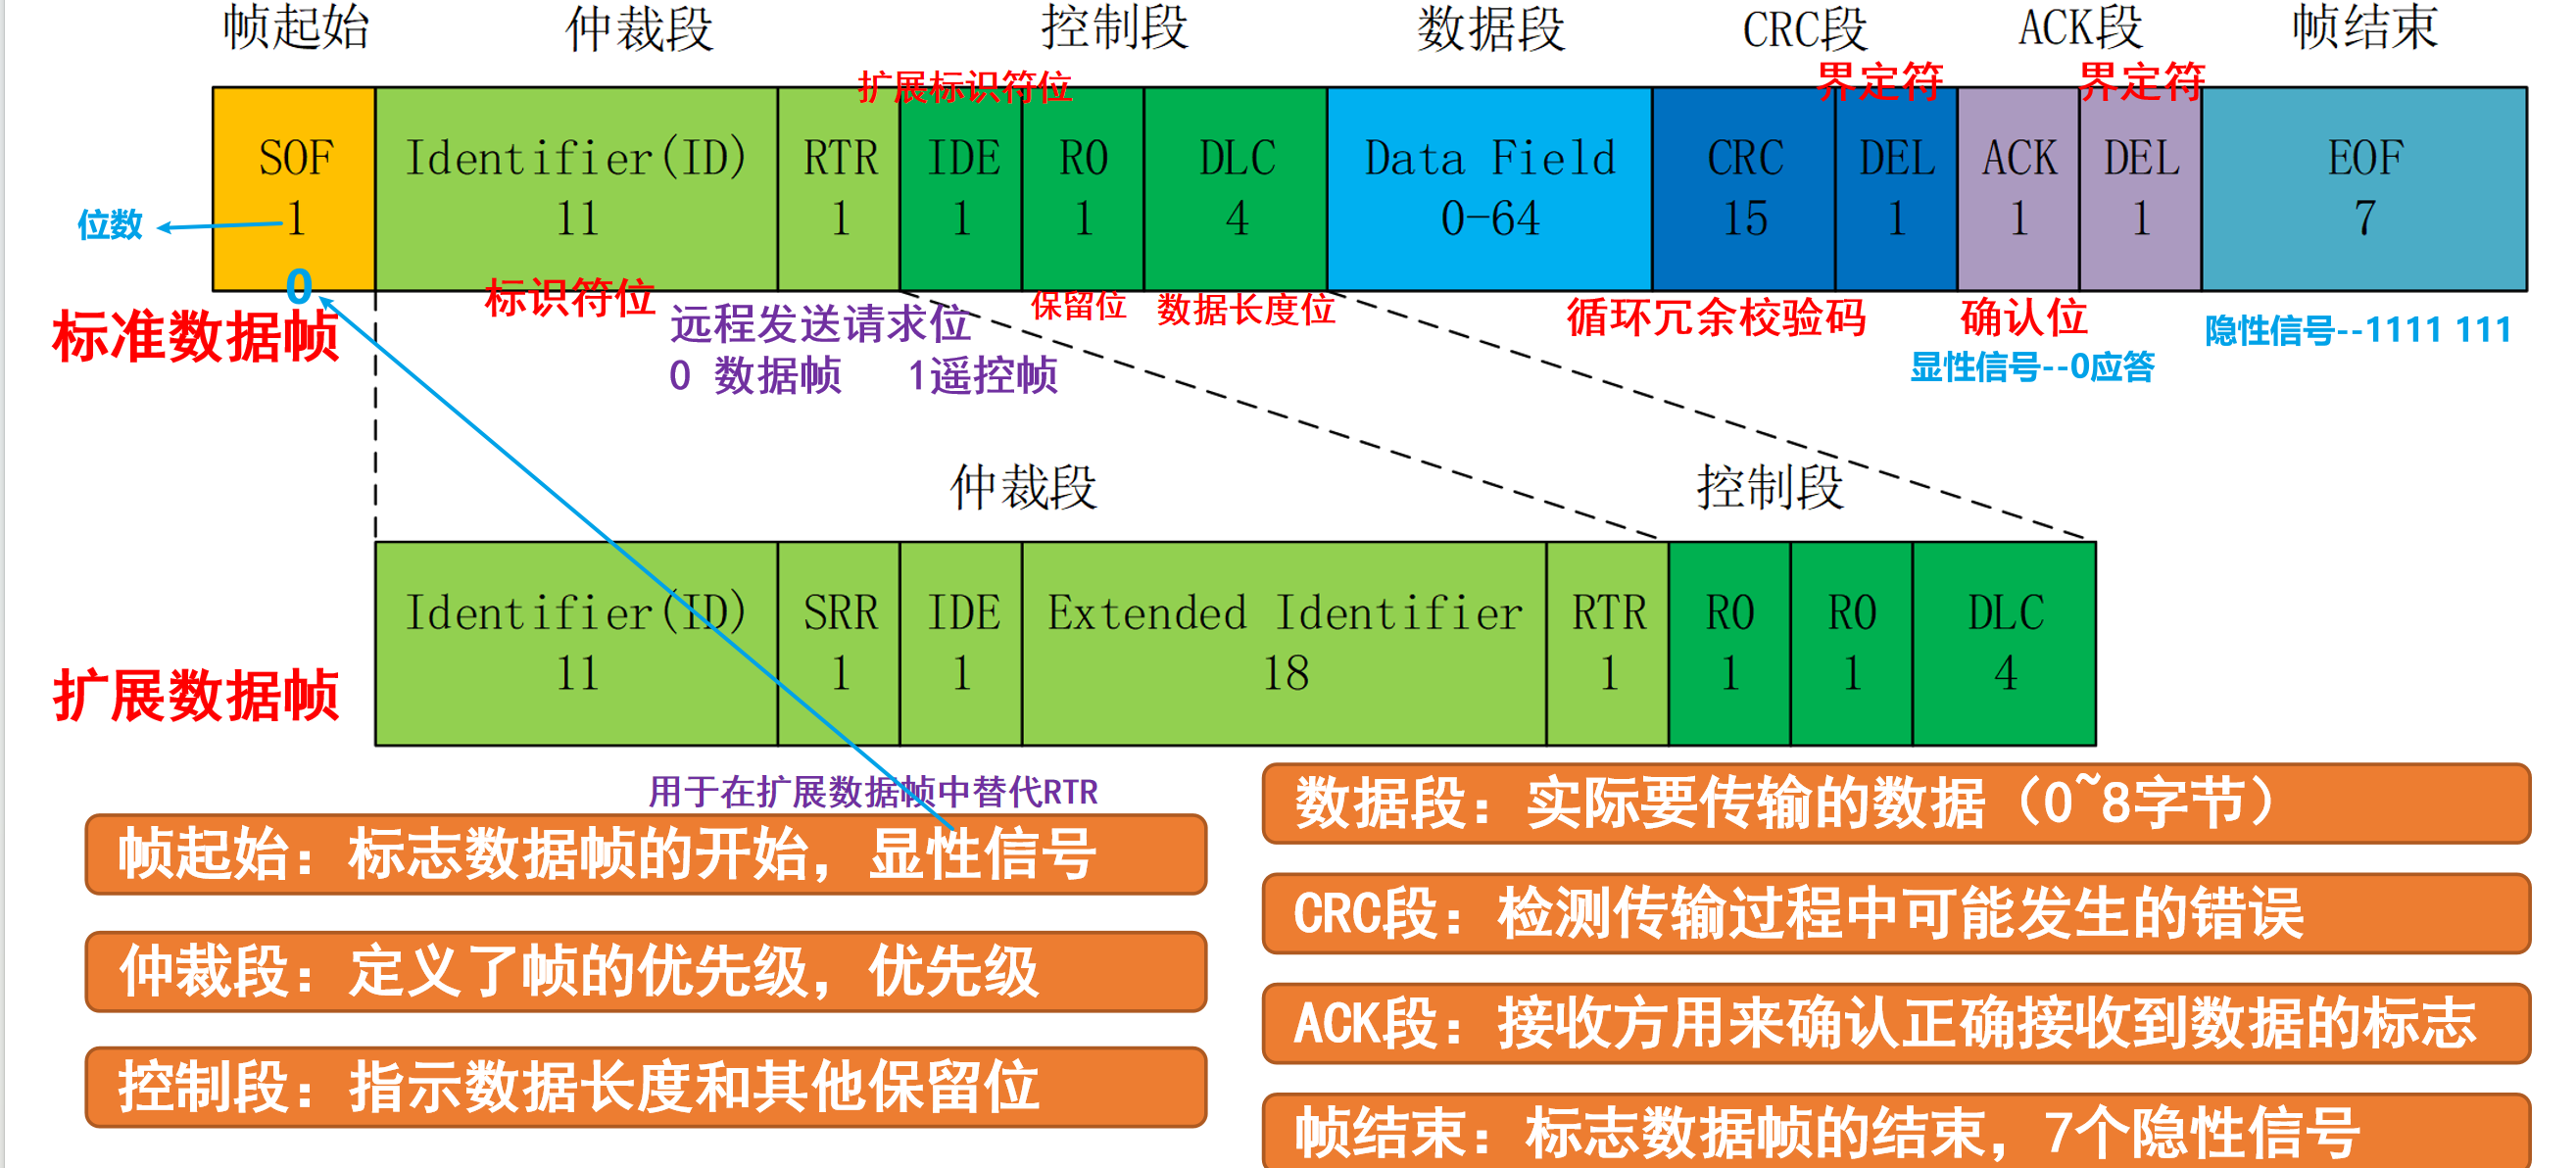 帧起始 仲裁段 控制段 数据段 CRC段 ACK段 帧结束
扩展标识符位 界定符 界定符
SOF Identifier(ID) RTR IDE R0 DLC Data Field CRC DEL ACK DEL EOF
位数 1 11 1 1 1 4 0-64 15 1 1 1 7
0 标识符位 保留位 数据长度位 循环冗余校验码 确认位
标准数据帧 远程发送请求位 隐性信号--1111 111
0 数据帧 1遥控帧 显性信号--0应答
仲裁段 控制段
Identifier(ID) SRR IDE Extended Identifier RTR R0 R0 DLC
11 1 1 18 1 1 1 4
扩展数据帧
用于在扩展数据帧中替代RTR
帧起始：标志数据帧的开始，显性信号
仲裁段：定义了帧的优先级，优先级
控制段：指示数据长度和其他保留位
数据段：实际要传输的数据（0~8字节）
CRC段：检测传输过程中可能发生的错误
ACK段：接收方用来确认正确接收到数据的标志
帧结束：标志数据帧的结束，7个隐性信号